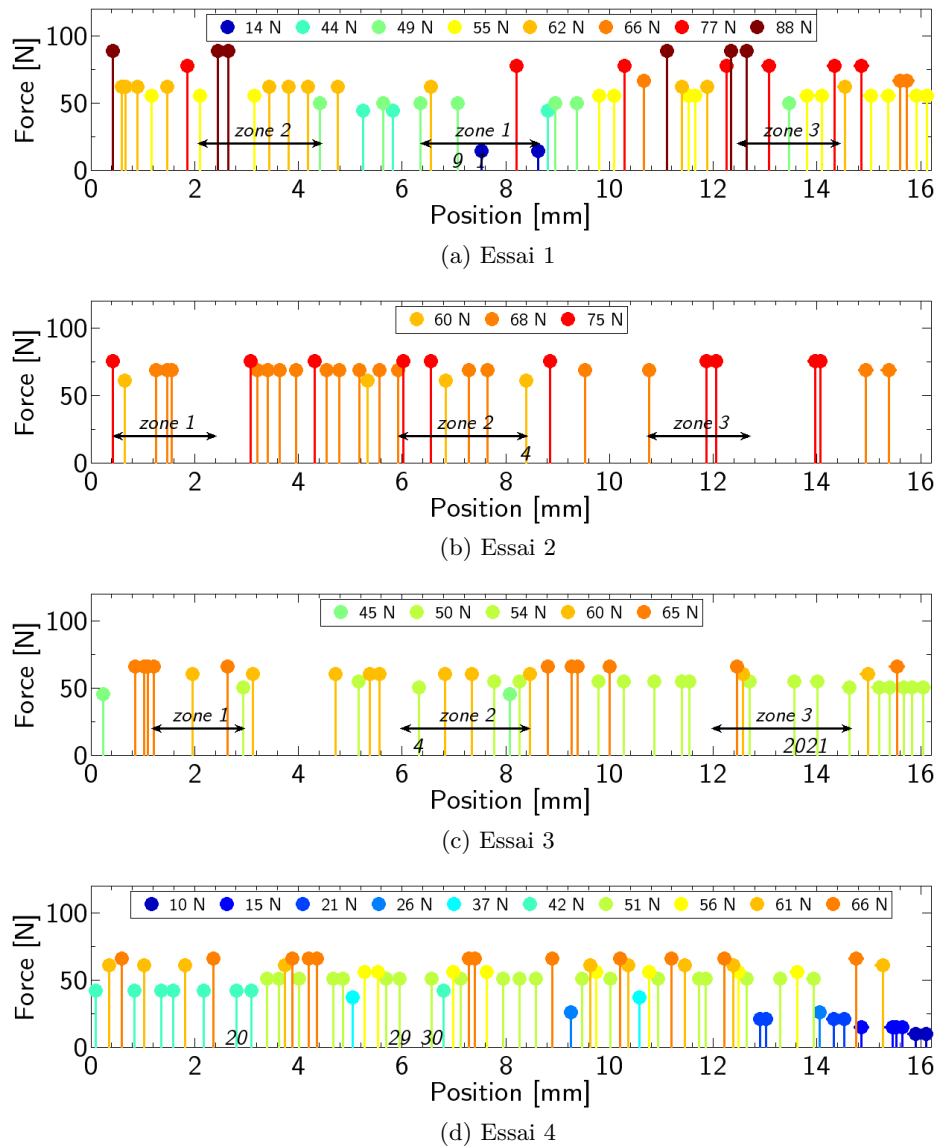 14 N 44 N 49 N 55 N 62 N 66 N 77 N 88 N
100
50
0
Force [N]
zone 2 zone 1 zone 3
9 1
0 2 4 6 8 10 12 14 16
Position [mm]
(a) Essai 1
60 N 68 N 75 N
100
50
0
Force [N]
zone 1 zone 2 zone 3
4
0 2 4 6 8 10 12 14 16
Position [mm]
(b) Essai 2
45 N 50 N 54 N 60 N 65 N
100
50
0
Force [N]
zone 1 zone 2 zone 3
4 2021
0 2 4 6 8 10 12 14 16
Position [mm]
(c) Essai 3
10 N 15 N 21 N 26 N 37 N 42 N 51 N 56 N 61 N 66 N
100
50
0
Force [N]
20 29 30
0 2 4 6 8 10 12 14 16
Position [mm]
(d) Essai 4